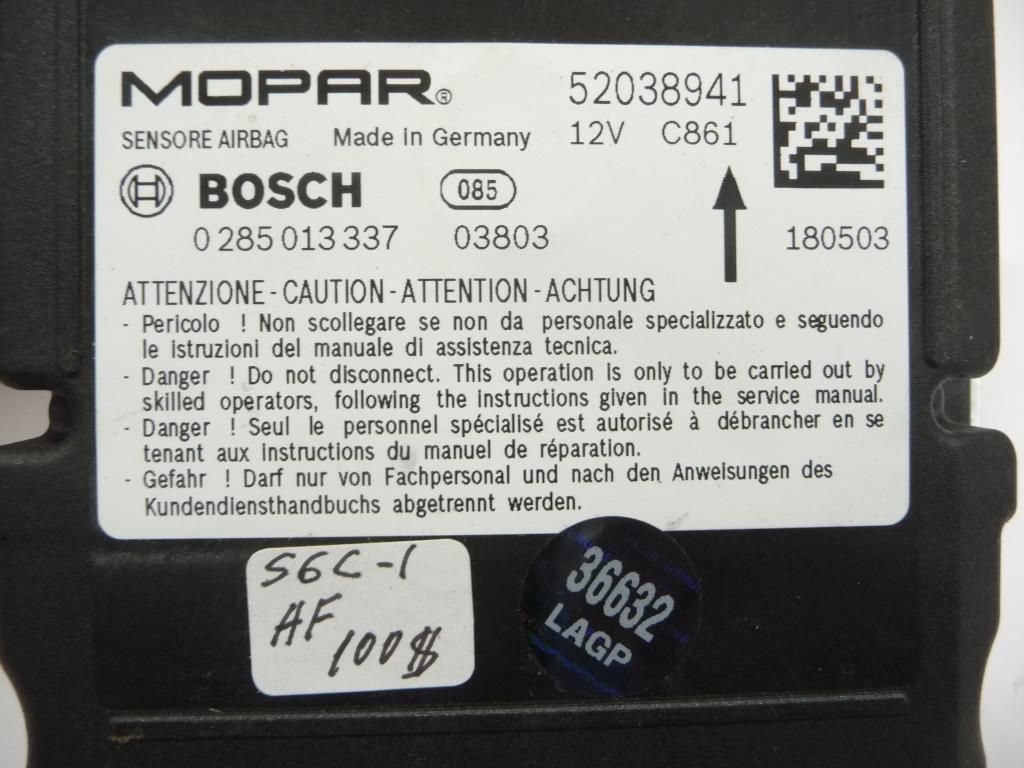 MOPAR® 52038941
SENSORE AIRBAG Made in Germany 12V C861
BOSCH 085
0 285 013 337 03803 180503
ATTENZIONE - CAUTION - ATTENTION - ACHTUNG
- Pericolo ! Non scollegare se non da personale specializzato e seguendo
le istruzioni del manuale di assistenza tecnica.
- Danger ! Do not disconnect. This operation is only to be carried out by
skilled operators, following the instructions given in the service manual.
- Danger ! Seul le personnel spécialisé est autorisé à débrancher en se
tenant aux instructions du manuel de réparation.
- Gefahr ! Darf nur von Fachpersonal und nach den Anweisungen des
Kundendiensthandbuchs abgetrennt werden.
S6C-1
AF
100$
36632
LAGP